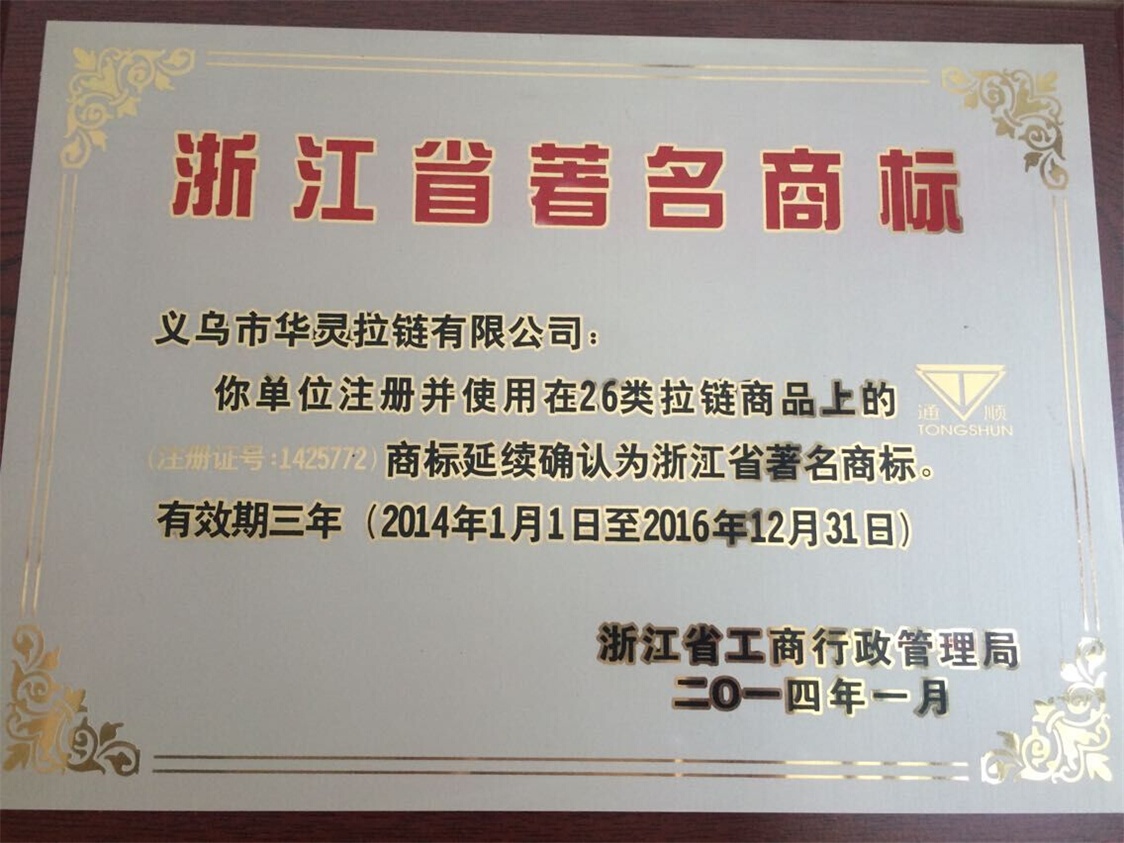 浙江省著名商标
义乌市华灵拉链有限公司：
你单位注册并使用在26类拉链商品上的
通 顺
TONGSHUN
(注册证号:1425772) 商标延续确认为浙江省著名商标。
有效期三年（2014年1月1日至2016年12月31日）
浙江省工商行政管理局
二〇一四年一月